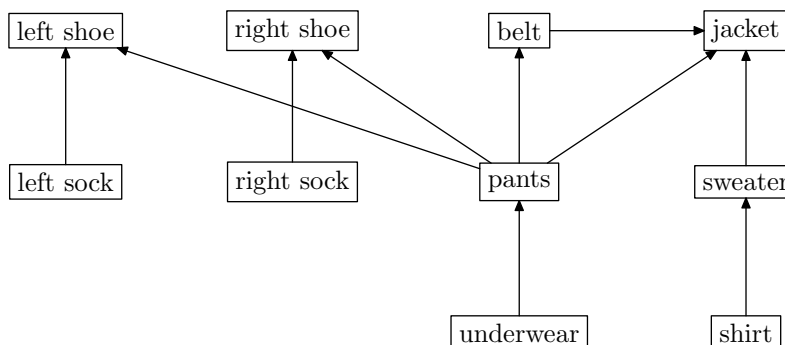 left shoe
right shoe
belt
jacket
left sock
right sock
pants
sweater
underwear
shirt